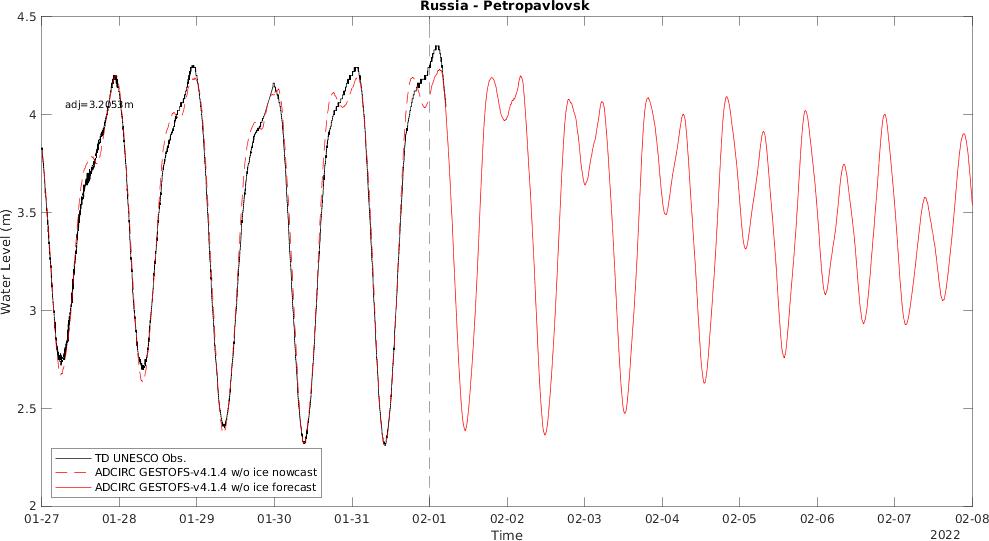 Russia - Petropavlovsk
4.5
adj=3.2053m
4
3.5
Water Level (m)
3
2.5
2
TD UNESCO Obs.
ADCIRC GESTOFS-v4.1.4 w/o ice nowcast
ADCIRC GESTOFS-v4.1.4 w/o ice forecast
01-27 01-28 01-29 01-30 01-31 02-01 02-02 02-03 02-04 02-05 02-06 02-07 02-08
Time
2022